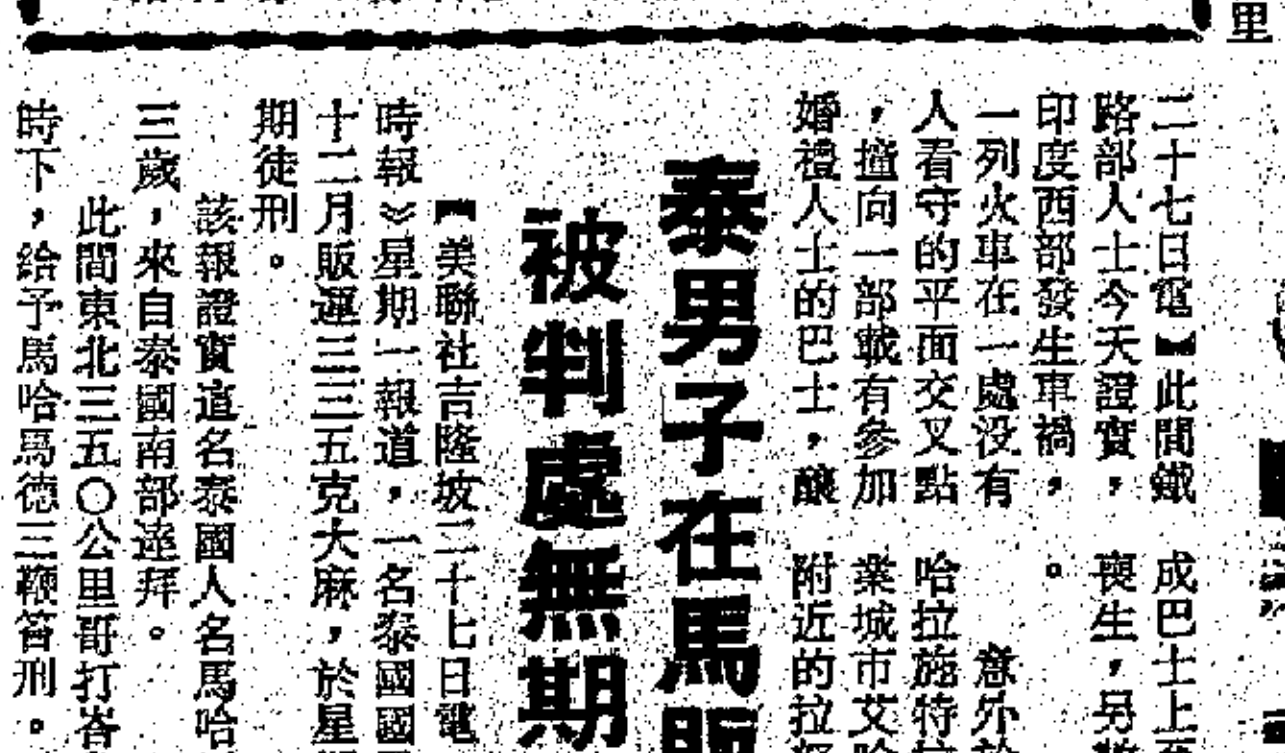 里
二十七日電】此間鐵
路部人士今天證實，
印度西部發生車禍，
一列火車在一處没有
人看守的平面交叉點
，撞向一部載有參加
婚禮人士的巴士，釀
成巴士上
喪生，另
。
意外
哈拉施特
業城市艾哈
附近的拉
泰男子在馬販
被判處無期
【美聯社吉隆坡二十七日電
時報》星期一報道，一名泰國國
十二月販運三三五克大麻，於星
期徒刑。
該報證實這名泰國人名馬哈
三歲，來自泰國南部達拜。
此間東北三五〇公里哥打峇
時下，給予馬哈馬德三鞭笞刑。